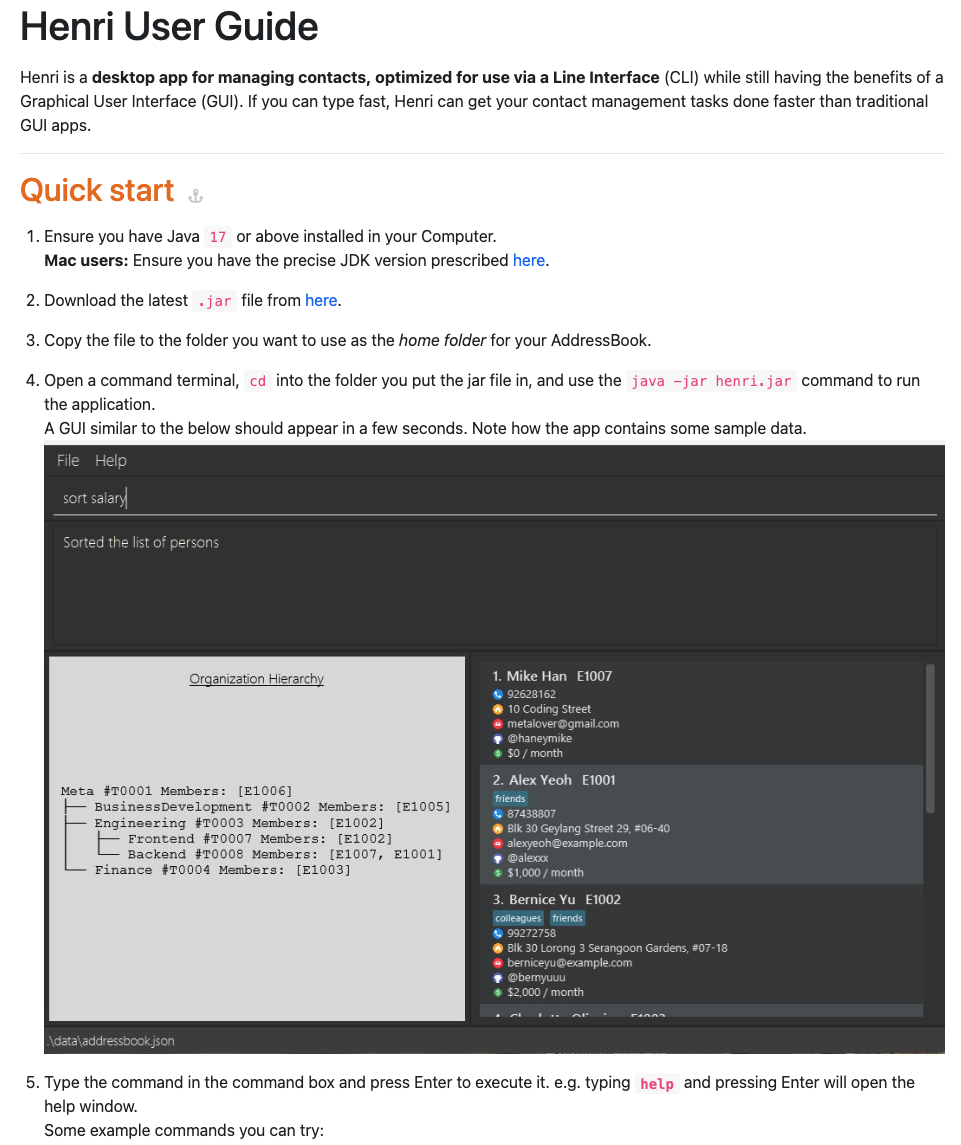 Henri User Guide
Henri is a desktop app for managing contacts, optimized for use via a Line Interface (CLI) while still having the benefits of a
Graphical User Interface (GUI). If you can type fast, Henri can get your contact management tasks done faster than traditional
GUI apps.
Quick start
1. Ensure you have Java 17 or above installed in your Computer.
Mac users: Ensure you have the precise JDK version prescribed here.
2. Download the latest .jar file from here.
3. Copy the file to the folder you want to use as the home folder for your AddressBook.
4. Open a command terminal, cd into the folder you put the jar file in, and use the java -jar henri.jar command to run
the application.
A GUI similar to the below should appear in a few seconds. Note how the app contains some sample data.
File Help
sort salary
Sorted the list of persons
Organization Hierarchy
Meta #T0001 Members: [E1006]
├── BusinessDevelopment #T0002 Members: [E1005]
├── Engineering #T0003 Members: [E1002]
│   ├── Frontend #T0007 Members: [E1002]
│   └── Backend #T0008 Members: [E1007, E1001]
└── Finance #T0004 Members: [E1003]
1. Mike Han E1007
92628162
10 Coding Street
metalover@gmail.com
@haneymike
$0 / month
2. Alex Yeoh E1001
friends
87438807
Blk 30 Geylang Street 29, #06-40
alexyeoh@example.com
@alexxx
$1,000 / month
3. Bernice Yu E1002
colleagues friends
99272758
Blk 30 Lorong 3 Serangoon Gardens, #07-18
berniceyu@example.com
@bernyuuu
$2,000 / month
.\data\addressbook.json
5. Type the command in the command box and press Enter to execute it. e.g. typing help and pressing Enter will open the
help window.
Some example commands you can try: